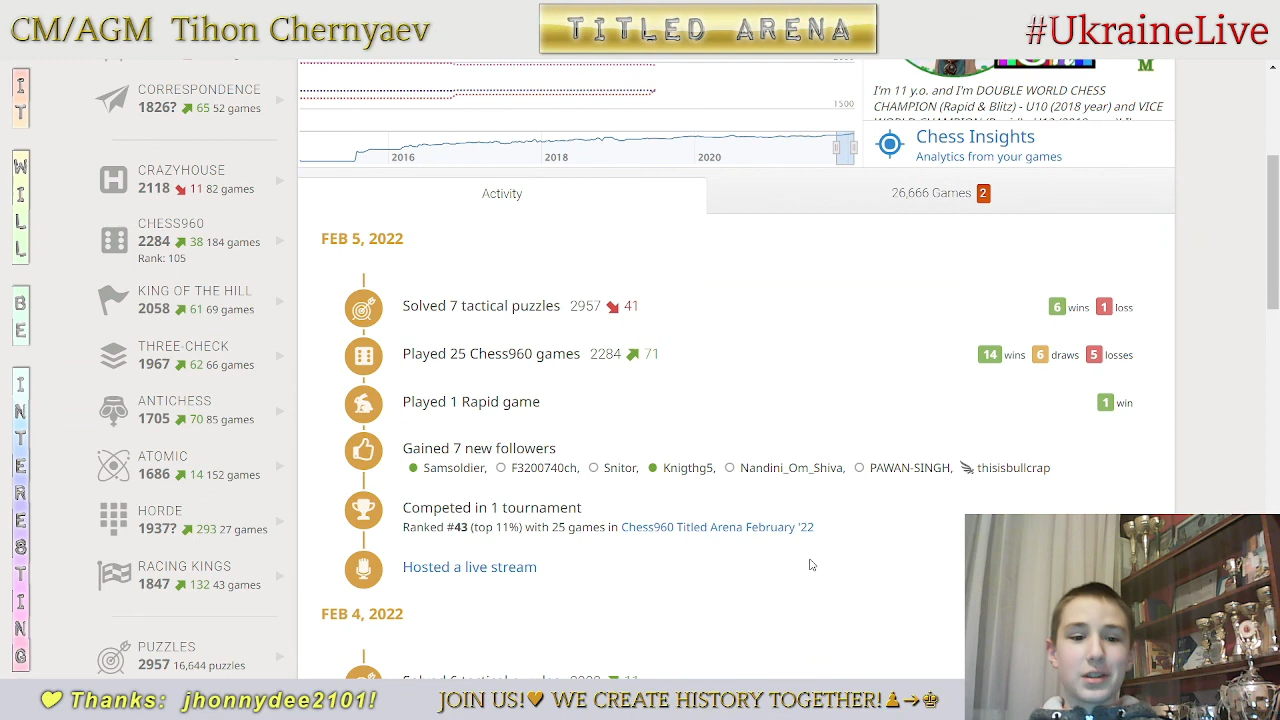 CM/AGM Tihon Chernyaev
TITLED ARENA
#UkraineLive
IT
WILL
BE
INTERESTING
CORRESPONDENCE
1826? 65 52 games
CRAZYHOUSE
2118 11 82 games
CHESS960
2284 38 184 games
Rank: 105
KING OF THE HILL
2058 61 69 games
THREE-CHECK
1967 62 66 games
ANTICHESS
1705 70 85 games
ATOMIC
1686 14 152 games
HORDE
1937? 293 27 games
RACING KINGS
1847 132 43 games
PUZZLES
2957 16,644 puzzles
1500
2016 2018 2020
M
I'm 11 y.o. and I'm DOUBLE WORLD CHESS
CHAMPION (Rapid & Blitz) - U10 (2018 year) and VICE
Chess Insights
Analytics from your games
Activity
26,666 Games 2
FEB 5, 2022
Solved 7 tactical puzzles 2957 41
6 wins 1 loss
Played 25 Chess960 games 2284 71
14 wins 6 draws 5 losses
Played 1 Rapid game
1 win
Gained 7 new followers
Samsoldier, F3200740ch, Snitor, Knigthg5, Nandini_Om_Shiva, PAWAN-SINGH, thisisbullcrap
Competed in 1 tournament
Ranked #43 (top 11%) with 25 games in Chess960 Titled Arena February '22
Hosted a live stream
FEB 4, 2022
Thanks: jhonnydee2101!
JOIN US! WE CREATE HISTORY TOGETHER!